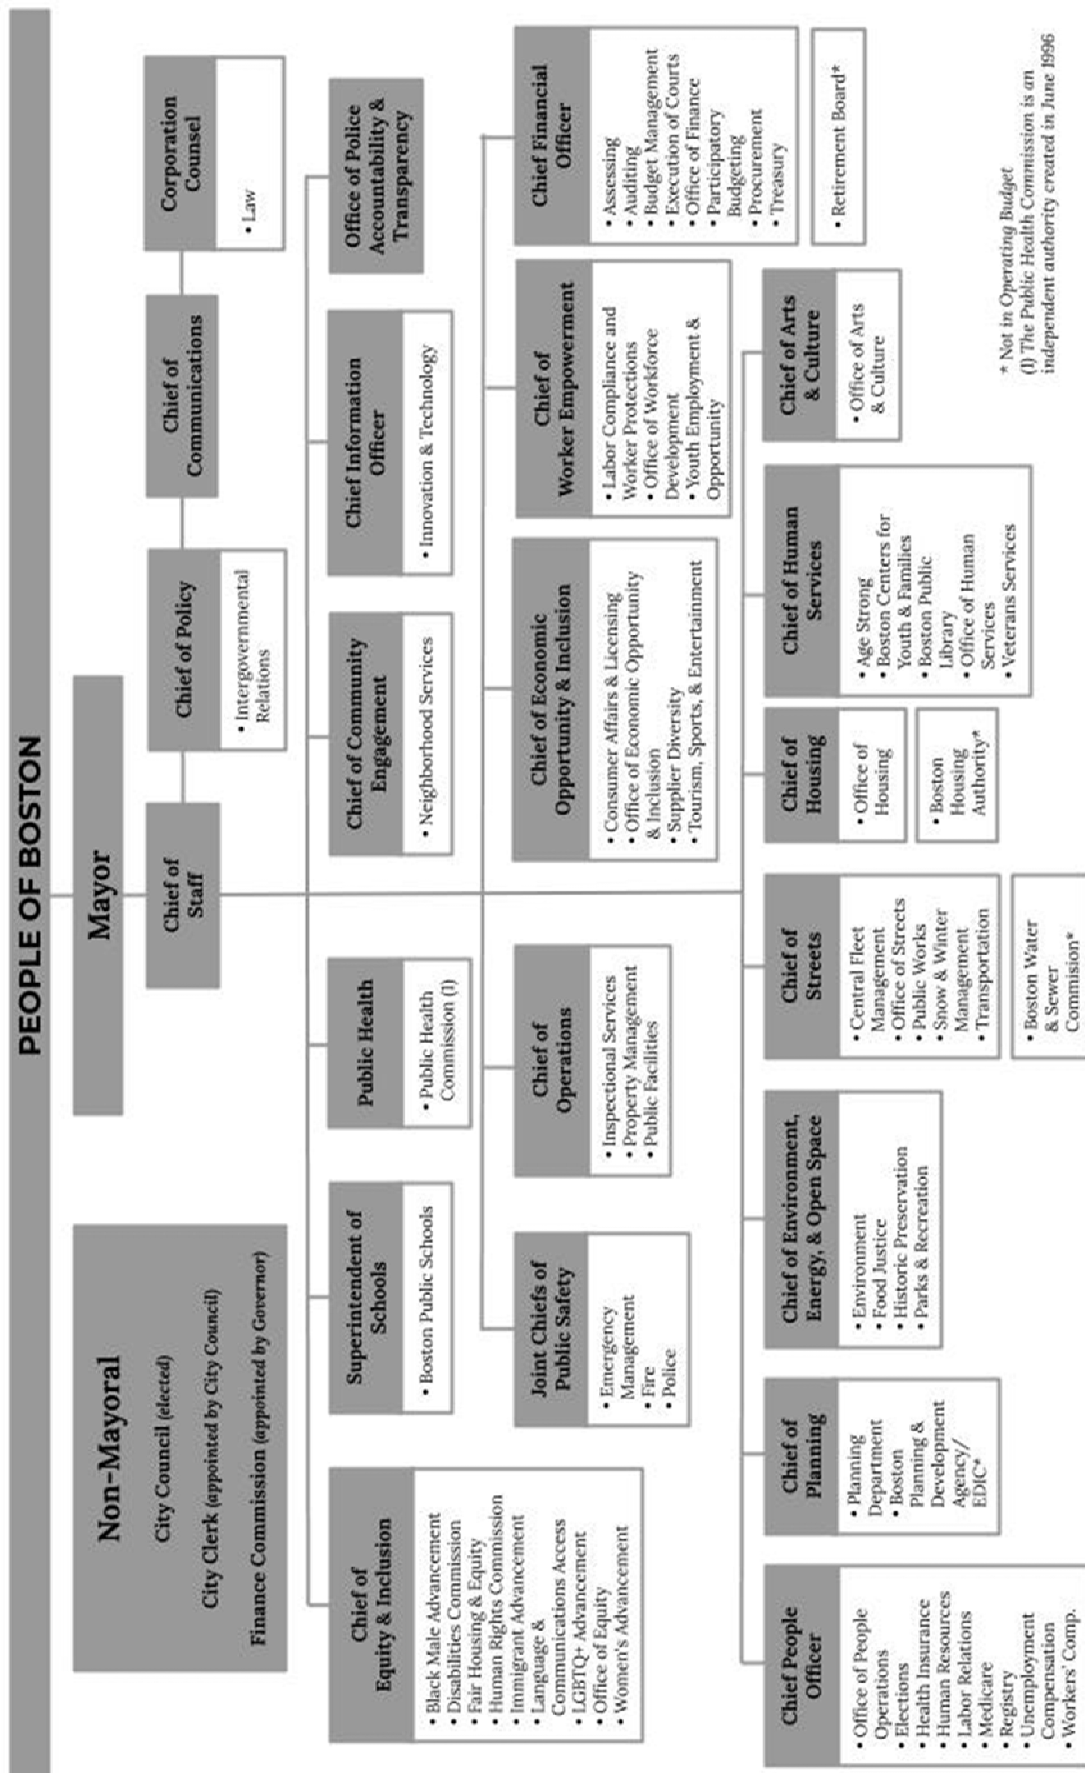 PEOPLE OF BOSTON
Non-Mayoral
City Council (elected)
City Clerk (appointed by City Council)
Finance Commission (appointed by Governor)
Mayor
Chief of
Staff
Chief of Policy
• Intergovernmental
Relations
Chief of
Communications
Corporation
Counsel
• Law
Chief of
Equity & Inclusion
• Black Male Advancement
• Disabilities Commission
• Fair Housing & Equity
• Human Rights Commission
• Immigrant Advancement
• Language &
Communications Access
• LGBTQ+ Advancement
• Office of Equity
• Women's Advancement
Superintendent of
Schools
• Boston Public Schools
Public Health
• Public Health
Commission (1)
Chief of Community
Engagement
• Neighborhood Services
Chief Information
Officer
• Innovation & Technology
Office of Police
Accountability &
Transparency
Joint Chiefs of
Public Safety
• Emergency
Management
• Fire
• Police
Chief of
Operations
• Inspectional Services
• Property Management
• Public Facilities
Chief of Economic
Opportunity & Inclusion
• Consumer Affairs & Licensing
• Office of Economic Opportunity
& Inclusion
• Supplier Diversity
• Tourism, Sports, & Entertainment
Chief of
Worker Empowerment
• Labor Compliance and
Worker Protections
• Office of Workforce
Development
• Youth Employment &
Opportunity
Chief Financial
Officer
• Assessing
• Auditing
• Budget Management
• Execution of Courts
• Office of Finance
• Participatory
Budgeting
• Procurement
• Treasury
• Retirement Board*
Chief People
Officer
• Office of People
Operations
• Elections
• Health Insurance
• Human Resources
• Labor Relations
• Medicare
• Registry
• Unemployment
Compensation
• Workers' Comp.
Chief of
Planning
• Planning
Department
• Boston
Planning &
Development
Agency/
EDIC*
Chief of Environment,
Energy, & Open Space
• Environment
• Food Justice
• Historic Preservation
• Parks & Recreation
Chief of
Streets
• Central Fleet
Management
• Office of Streets
• Public Works
• Snow & Winter
Management
• Transportation
• Boston Water
& Sewer
Commision*
Chief of
Housing
• Office of
Housing
• Boston
Housing
Authority*
Chief of Human
Services
• Age Strong
• Boston Centers for
Youth & Families
• Boston Public
Library
• Office of Human
Services
• Veterans Services
Chief of Arts
& Culture
• Office of Arts
& Culture
* Not in Operating Budget
(1) The Public Health Commission is an
independent authority created in June 1996